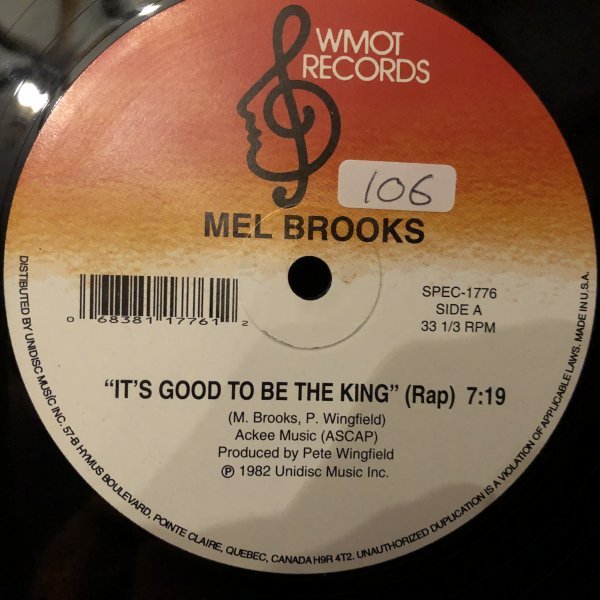 WMOT
RECORDS
106
MEL BROOKS
0 68381 17761 2
SPEC-1776
SIDE A
33 1/3 RPM
"IT'S GOOD TO BE THE KING" (Rap) 7:19
(M. Brooks, P. Wingfield)
Ackee Music (ASCAP)
Produced by Pete Wingfield
℗ 1982 Unidisc Music Inc.
DISTRIBUTED BY UNIDISC MUSIC INC. 57-B HYMUS BOULEVARD, POINTE CLAIRE, QUEBEC, CANADA H9R 4T2. UNAUTHORIZED DUPLICATION IS A VIOLATION OF APPLICABLE LAWS. MADE IN U.S.A.